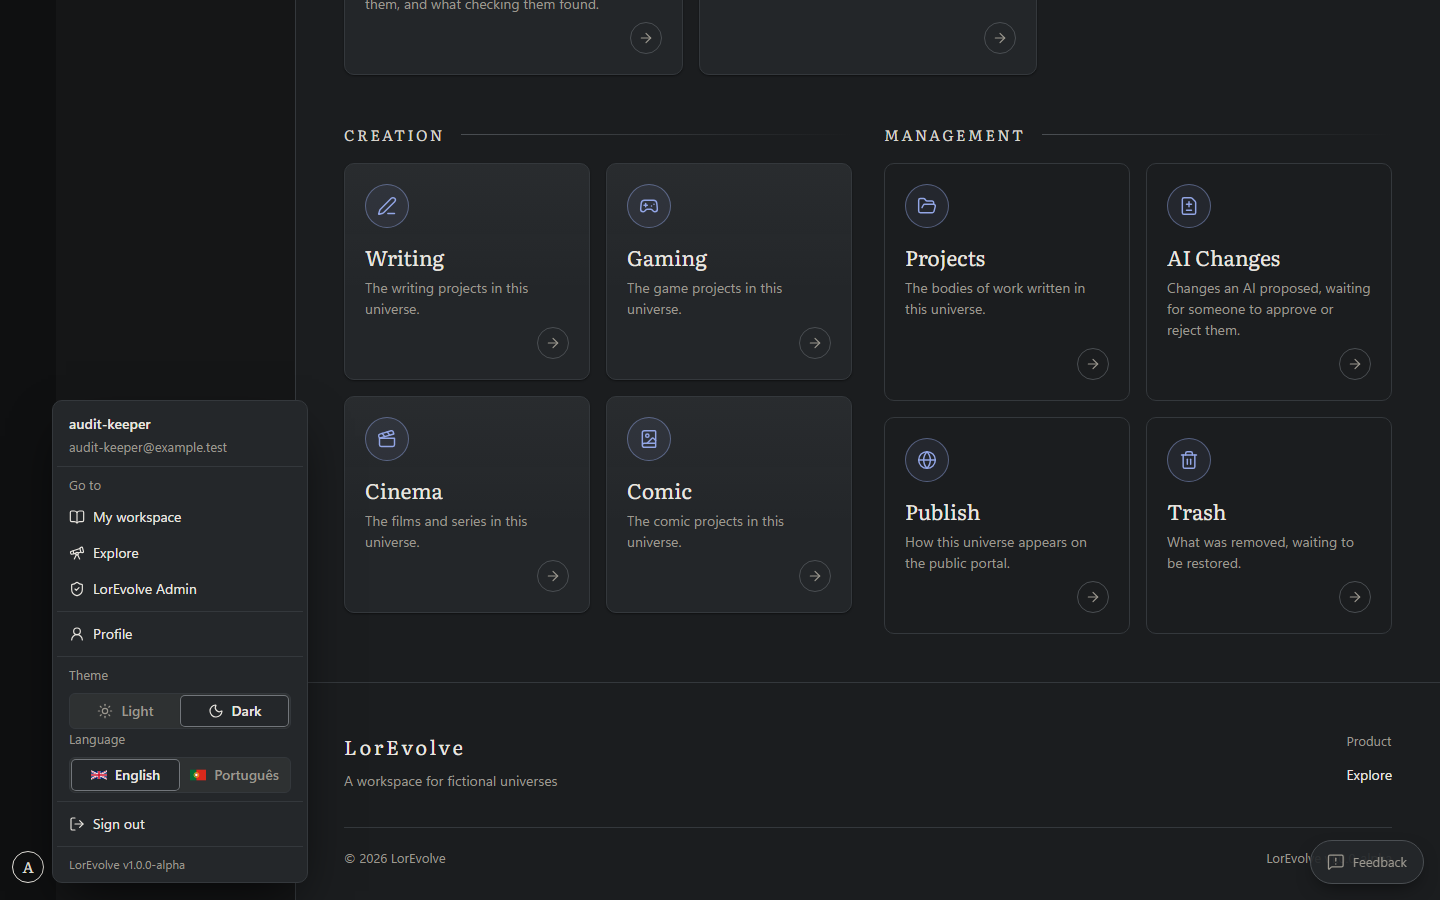 them, and what checking them found.
CREATION
Writing
The writing projects in this
universe.
Gaming
The game projects in this
universe.
Cinema
The films and series in this
universe.
Comic
The comic projects in this
universe.
MANAGEMENT
Projects
The bodies of work written in
this universe.
AI Changes
Changes an AI proposed, waiting
for someone to approve or
reject them.
Publish
How this universe appears on
the public portal.
Trash
What was removed, waiting to
be restored.
audit-keeper
audit-keeper@example.test
Go to
My workspace
Explore
LorEvolve Admin
Profile
Theme
Light
Dark
Language
English
Português
Sign out
LorEvolve v1.0.0-alpha
A
LorEvolve
A workspace for fictional universes
Product
Explore
© 2026 LorEvolve
Feedback